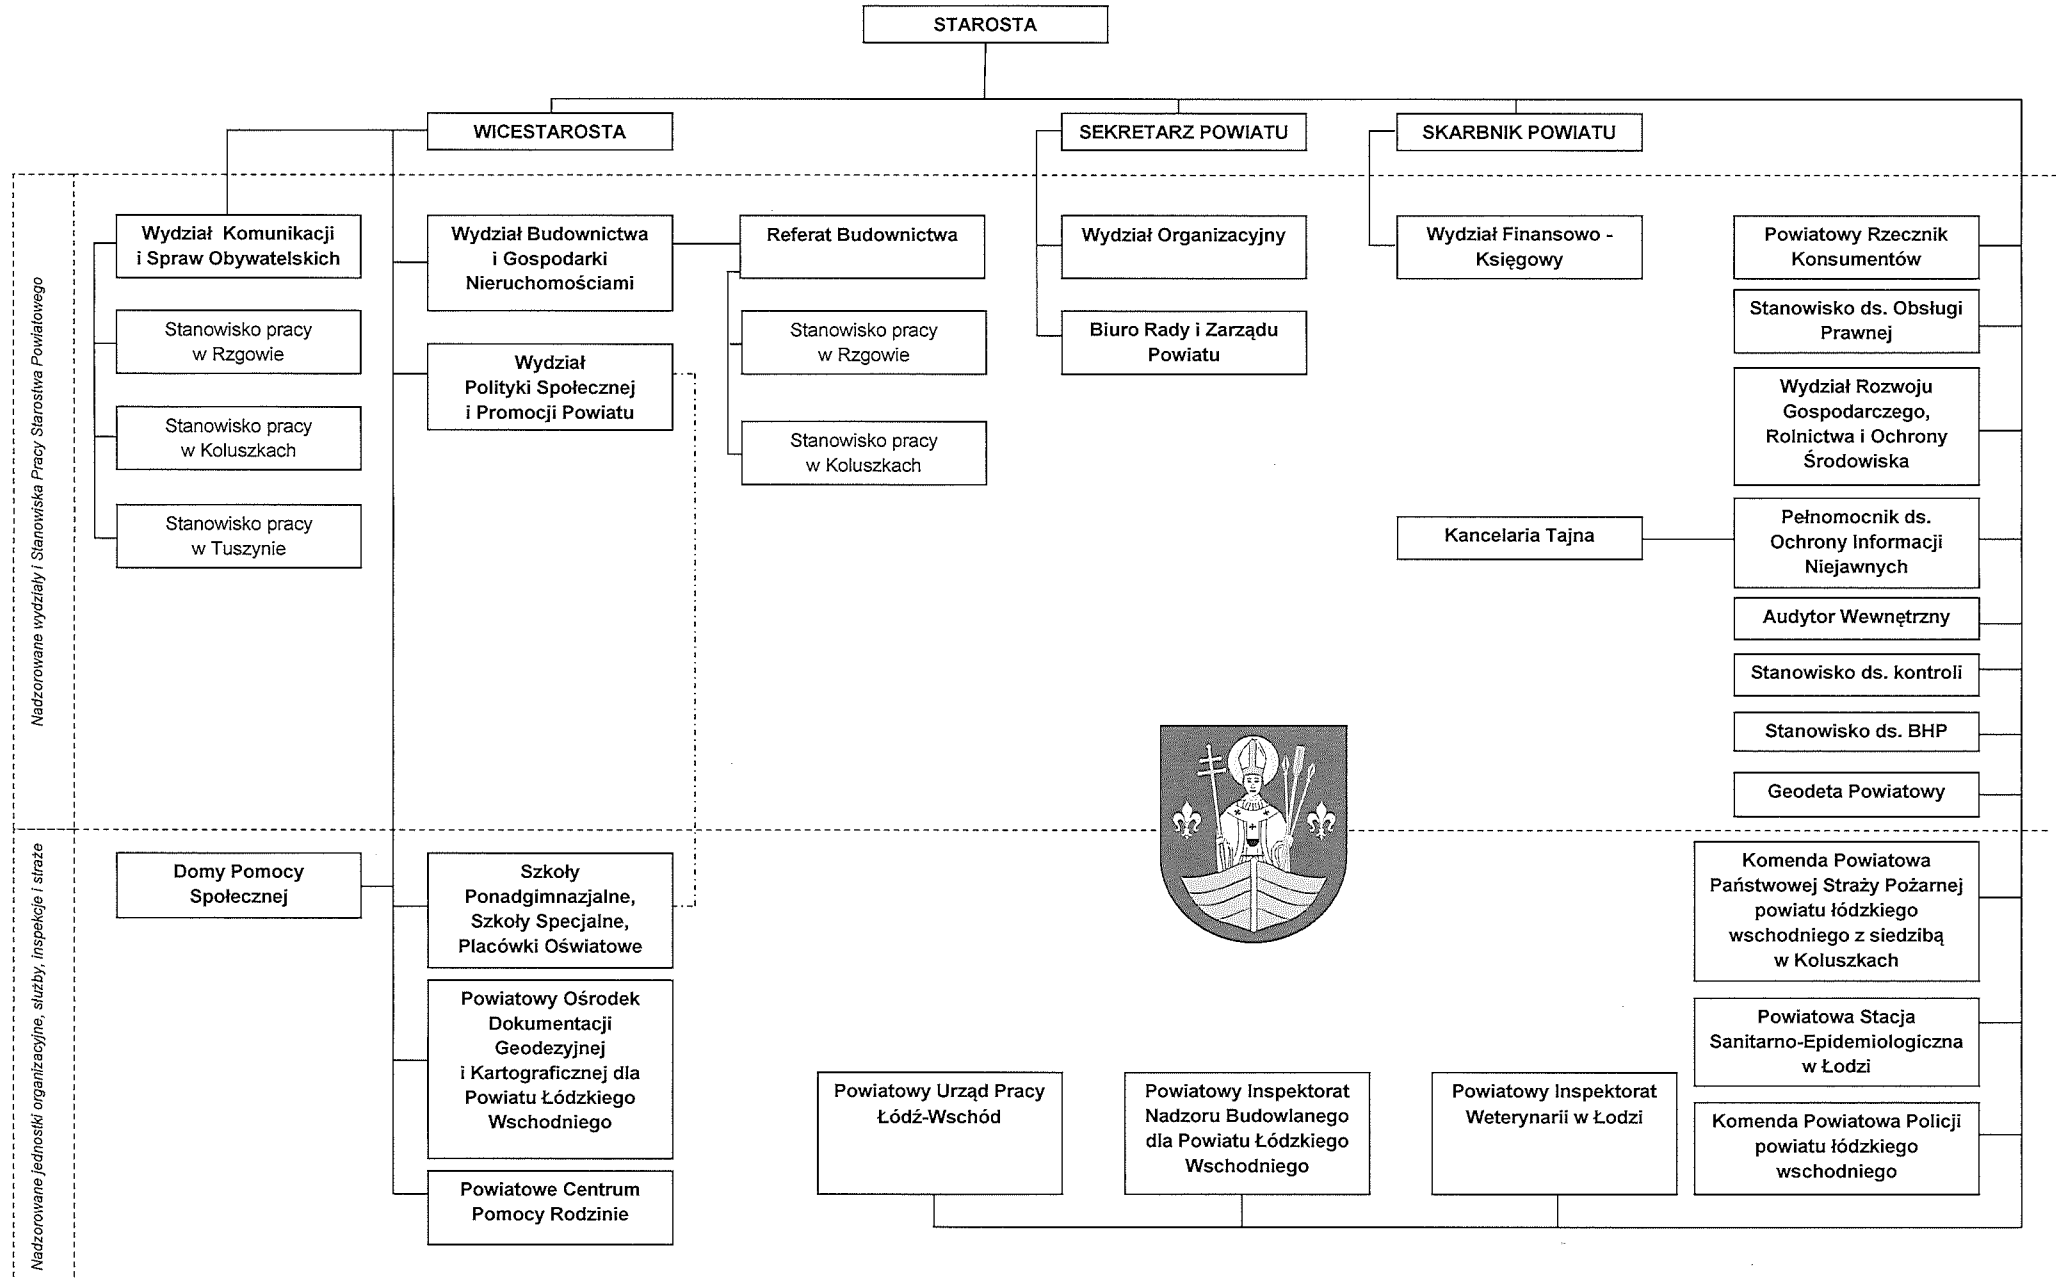 STAROSTA
WICESTAROSTA
SEKRETARZ POWIATU
SKARBNIK POWIATU
Nadzorowane wydziały i Stanowiska Pracy Starostwa Powiatowego
Wydział Komunikacji
i Spraw Obywatelskich
Stanowisko pracy
w Rzgowie
Stanowisko pracy
w Koluszkach
Stanowisko pracy
w Tuszynie
Wydział Budownictwa
i Gospodarki
Nieruchomościami
Wydział
Polityki Społecznej
i Promocji Powiatu
Referat Budownictwa
Stanowisko pracy
w Rzgowie
Stanowisko pracy
w Koluszkach
Wydział Organizacyjny
Biuro Rady i Zarządu
Powiatu
Wydział Finansowo -
Księgowy
Kancelaria Tajna
Powiatowy Rzecznik
Konsumentów
Stanowisko ds. Obsługi
Prawnej
Wydział Rozwoju
Gospodarczego,
Rolnictwa i Ochrony
Środowiska
Pełnomocnik ds.
Ochrony Informacji
Niejawnych
Audytor Wewnętrzny
Stanowisko ds. kontroli
Stanowisko ds. BHP
Geodeta Powiatowy
Nadzorowane jednostki organizacyjne, służby, inspekcje i straże
Domy Pomocy
Społecznej
Szkoły
Ponadgimnazjalne,
Szkoły Specjalne,
Placówki Oświatowe
Powiatowy Ośrodek
Dokumentacji
Geodezyjnej
i Kartograficznej dla
Powiatu Łódzkiego
Wschodniego
Powiatowe Centrum
Pomocy Rodzinie
Powiatowy Urząd Pracy
Łódź-Wschód
Powiatowy Inspektorat
Nadzoru Budowlanego
dla Powiatu Łódzkiego
Wschodniego
Powiatowy Inspektorat
Weterynarii w Łodzi
Komenda Powiatowa
Państwowej Straży Pożarnej
powiatu łódzkiego
wschodniego z siedzibą
w Koluszkach
Powiatowa Stacja
Sanitarno-Epidemiologiczna
w Łodzi
Komenda Powiatowa Policji
powiatu łódzkiego
wschodniego